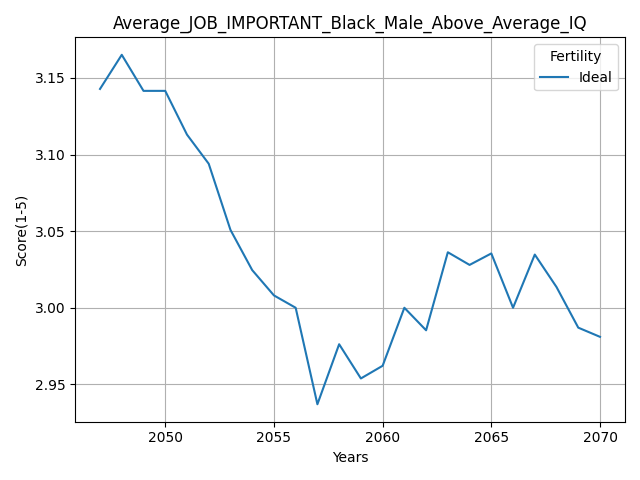 Average_JOB_IMPORTANT_Black_Male_Above_Average_IQ
Fertility
Ideal
3.15
3.10
3.05
3.00
2.95
Score(1-5)
2050
2055
2060
2065
2070
Years